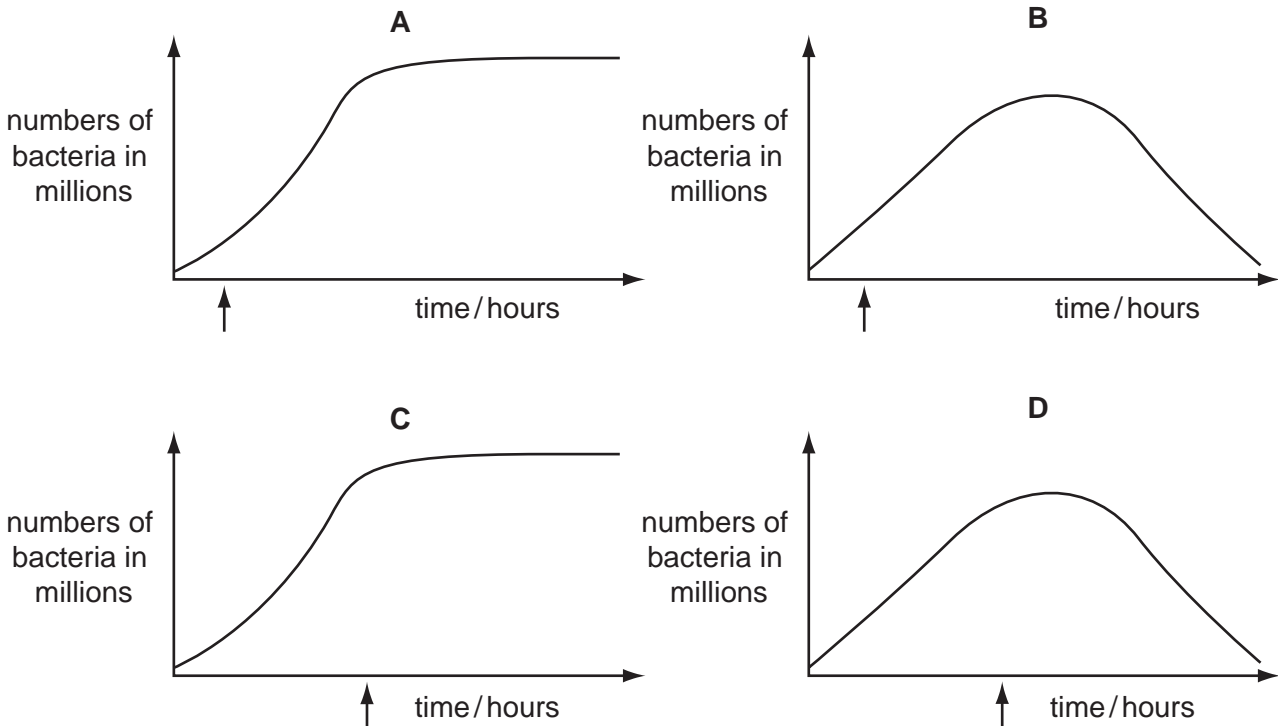 A
numbers of
bacteria in
millions
time/hours
B
numbers of
bacteria in
millions
time/hours
C
numbers of
bacteria in
millions
time/hours
D
numbers of
bacteria in
millions
time/hours